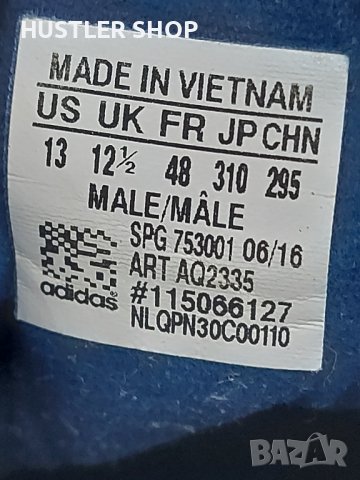 HUSTLER SHOP
MADE IN VIETNAM
US UK FR JP CHN
13 12½ 48 310 295
MALE/MÂLE
SPG 753001 06/16
ART AQ2335
adidas #115066127
NLQPN30C00110
BAZAR